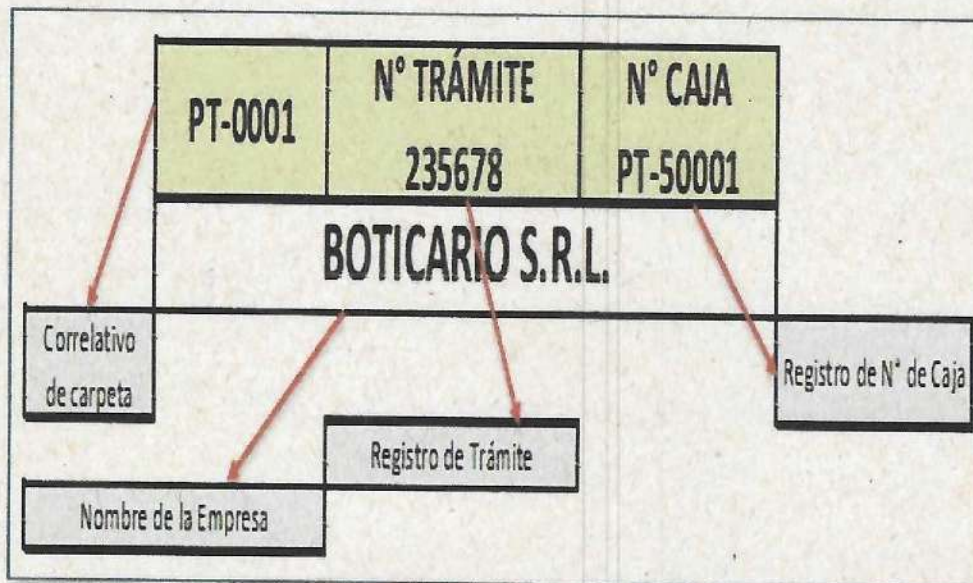 PT-0001
N° TRÁMITE
235678
N° CAJA
PT-50001
BOTICARIO S.R.L.
Correlativo
de carpeta
Registro de N° de Caja
Registro de Trámite
Nombre de la Empresa